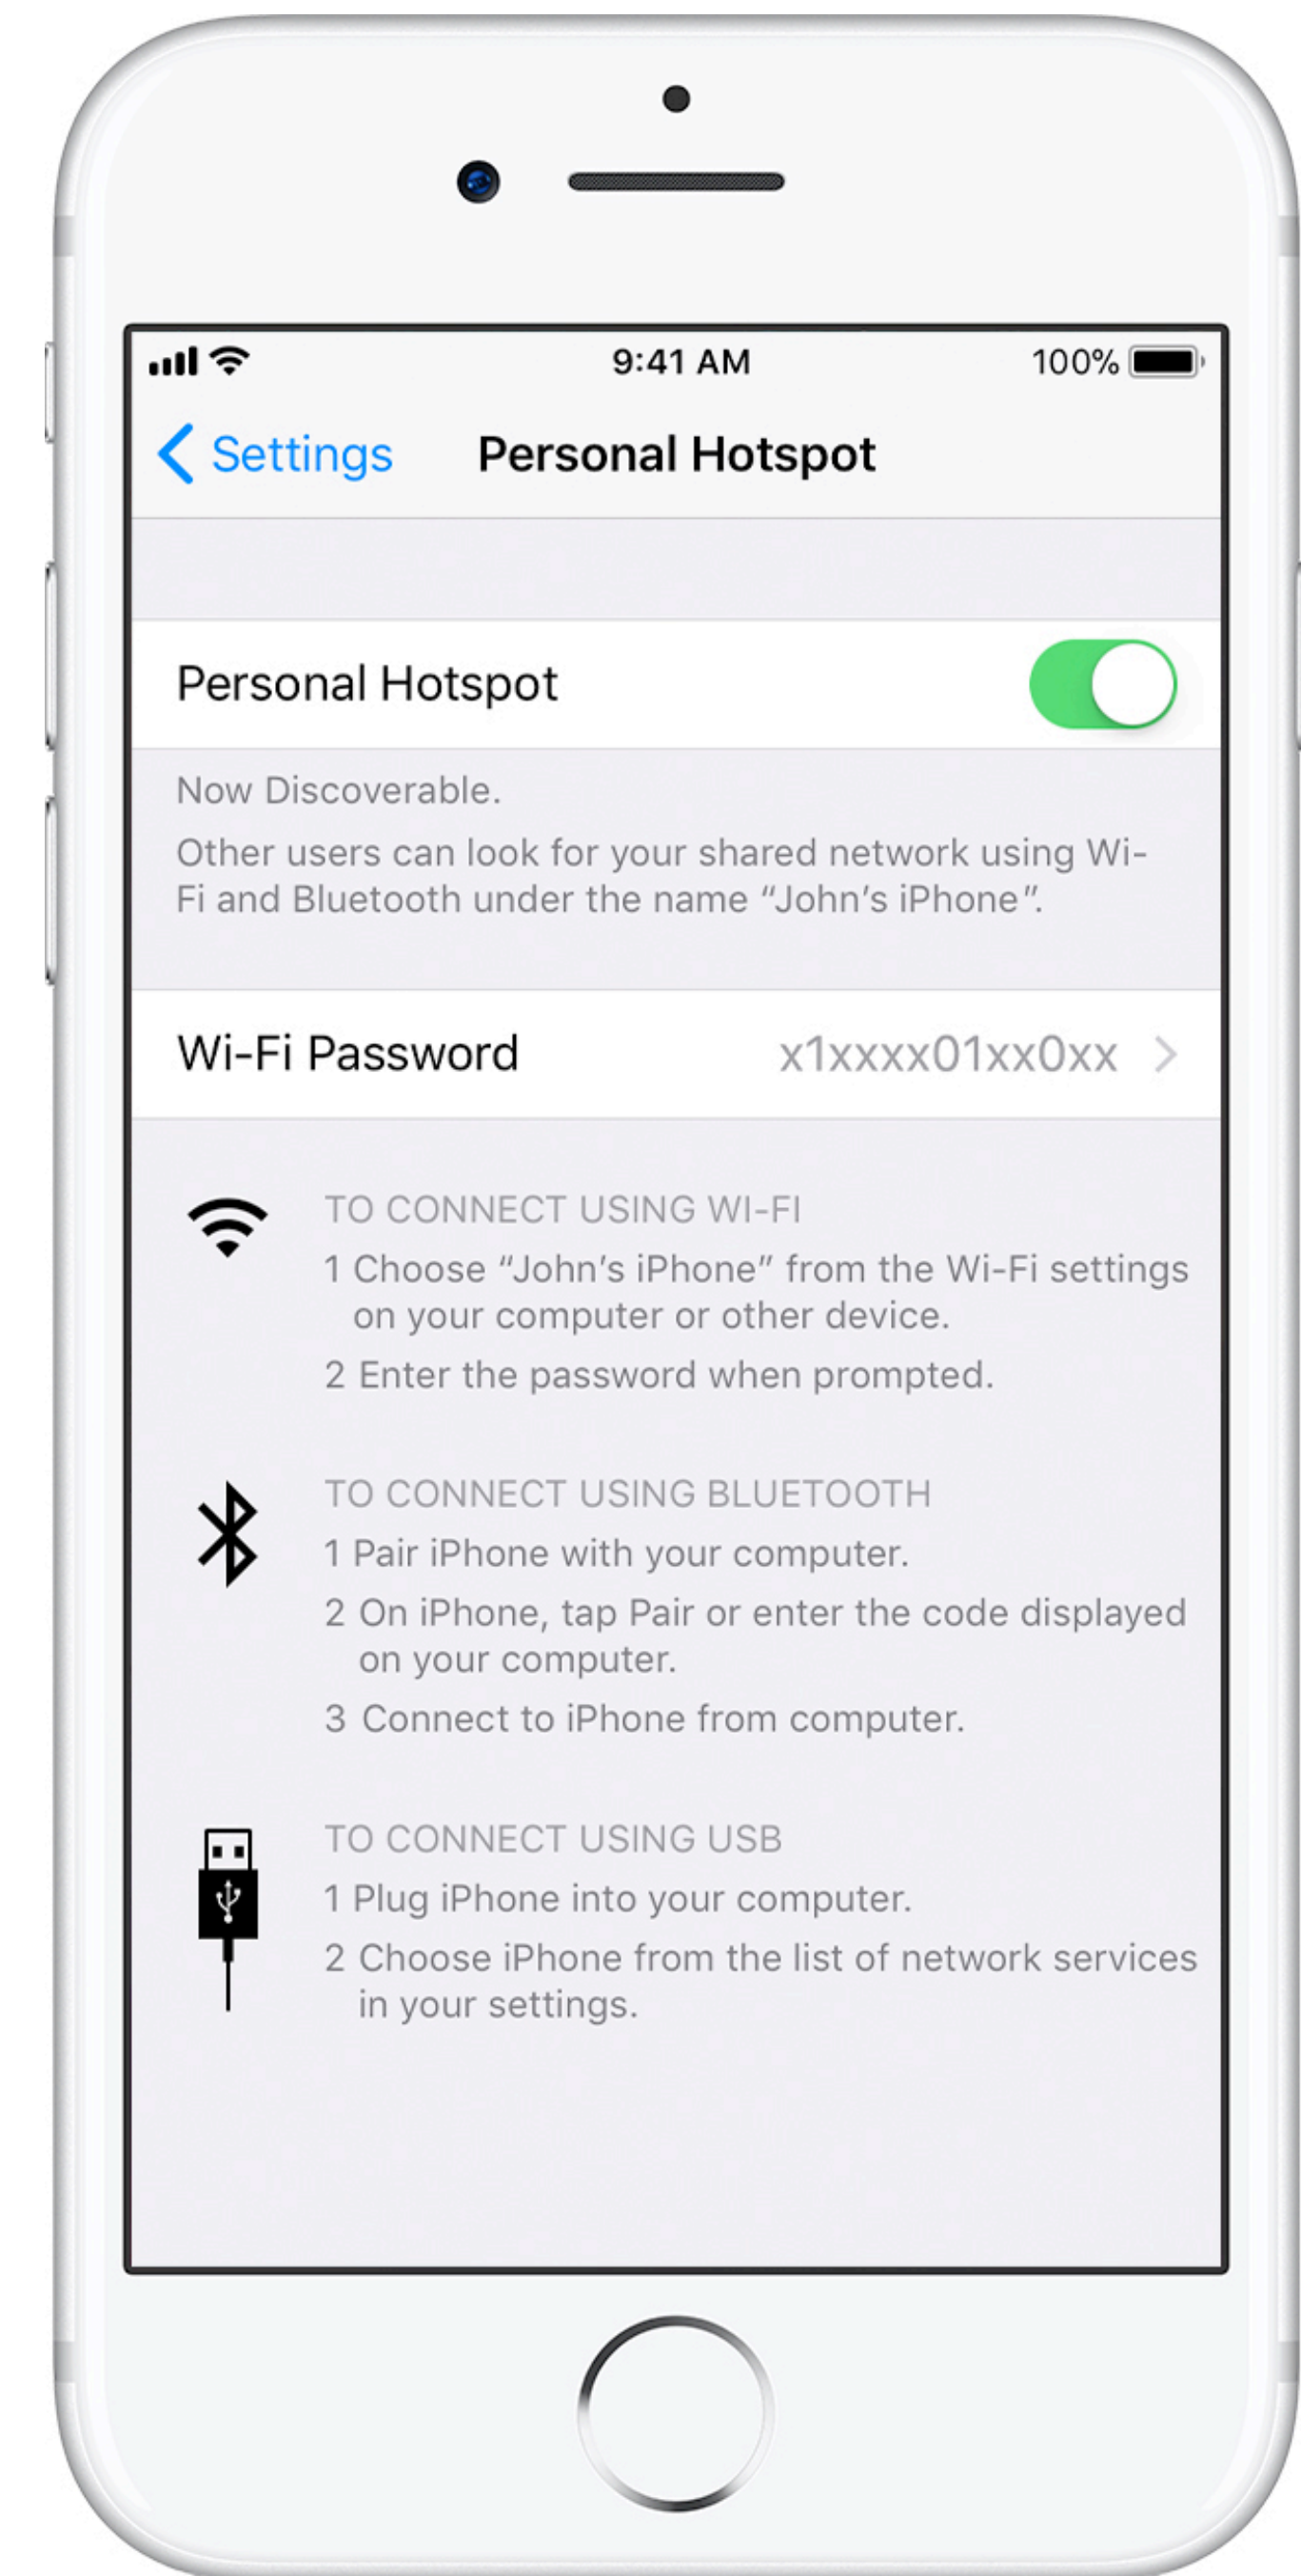 9:41 AM 100%
Settings Personal Hotspot
Personal Hotspot
Now Discoverable.
Other users can look for your shared network using Wi-
Fi and Bluetooth under the name “John’s iPhone”.
Wi-Fi Password x1xxxx01xx0xx
TO CONNECT USING WI-FI
1 Choose “John’s iPhone” from the Wi-Fi settings
on your computer or other device.
2 Enter the password when prompted.
TO CONNECT USING BLUETOOTH
1 Pair iPhone with your computer.
2 On iPhone, tap Pair or enter the code displayed
on your computer.
3 Connect to iPhone from computer.
TO CONNECT USING USB
1 Plug iPhone into your computer.
2 Choose iPhone from the list of network services
in your settings.